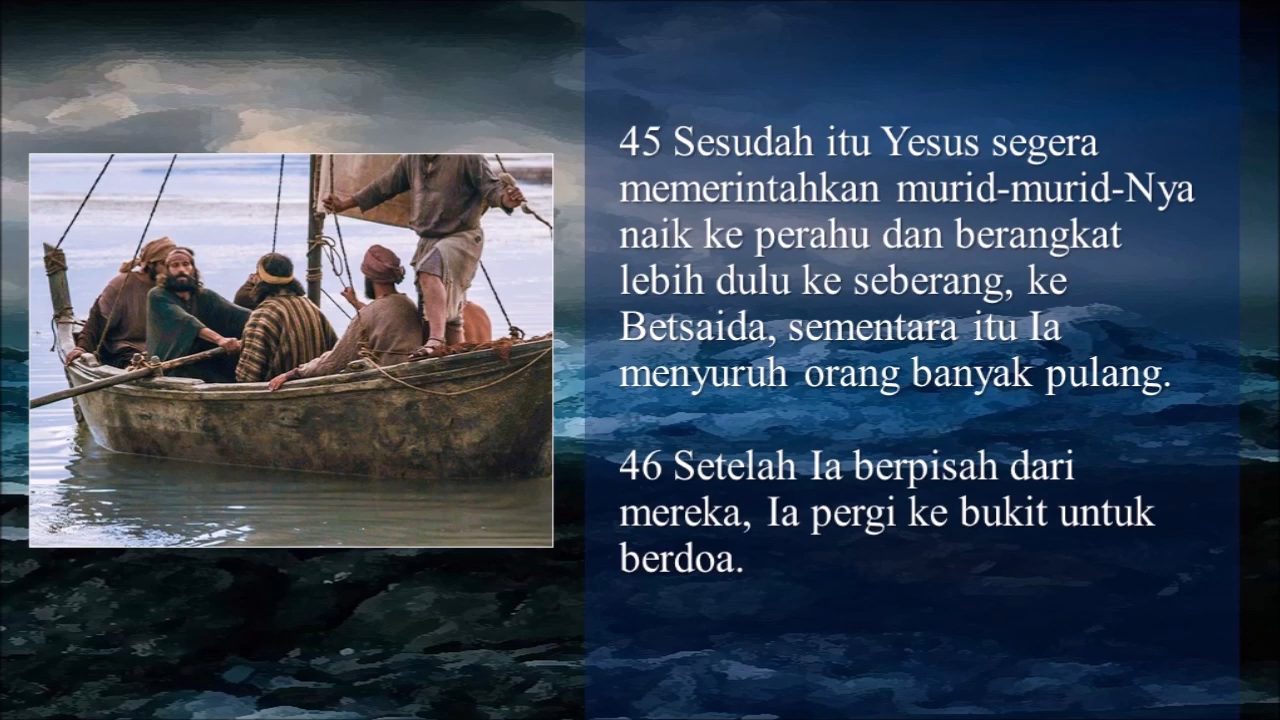 45 Sesudah itu Yesus segera
memerintahkan murid-murid-Nya
naik ke perahu dan berangkat
lebih dulu ke seberang, ke
Betsaida, sementara itu Ia
menyuruh orang banyak pulang.
46 Setelah Ia berpisah dari
mereka, Ia pergi ke bukit untuk
berdoa.